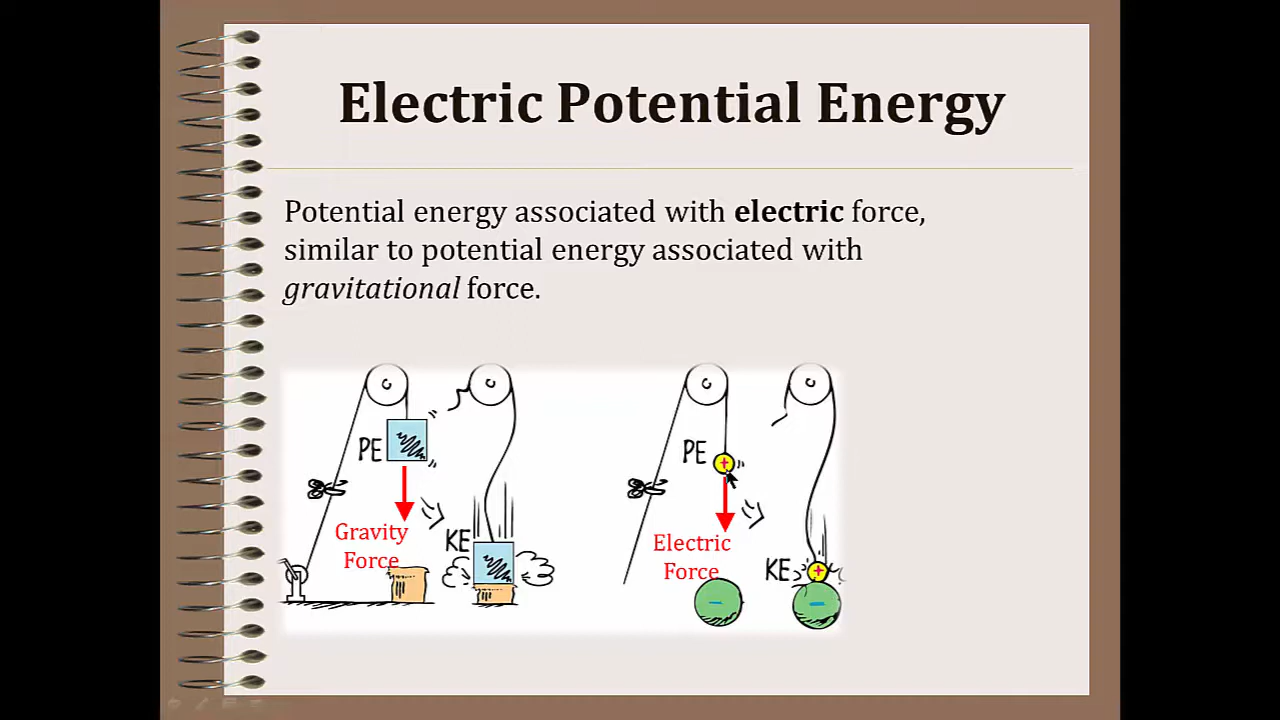 Electric Potential Energy
Potential energy associated with electric force,
similar to potential energy associated with
gravitational force.
PE
Gravity
Force
KE
PE
+
Electric
Force
-
KE
+
-